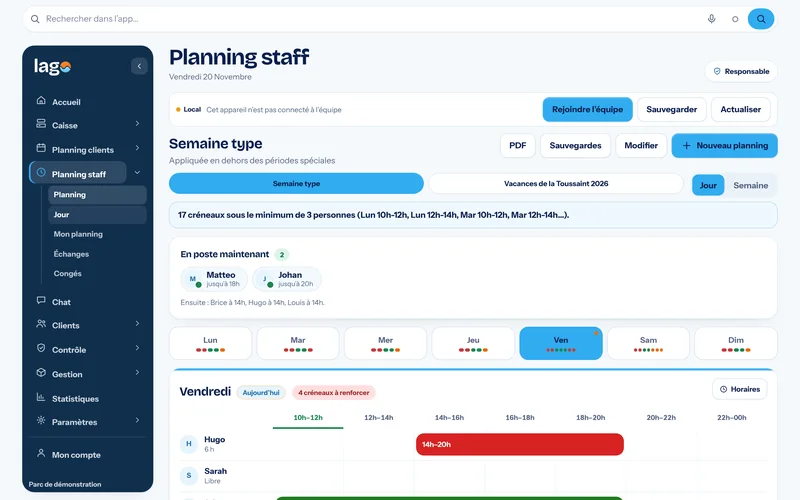 Rechercher dans l'app...
lago
Accueil
Caisse
Planning clients
Planning staff
Planning
Jour
Mon planning
Échanges
Congés
Chat
Clients
Contrôle
Gestion
Statistiques
Paramètres
Mon compte
Parc de démonstration
Planning staff
Vendredi 20 Novembre
Responsable
Local Cet appareil n'est pas connecté à l'équipe
Rejoindre l'équipe Sauvegarder Actualiser
Semaine type
Appliquée en dehors des périodes spéciales
PDF Sauvegardes Modifier + Nouveau planning
Semaine type Vacances de la Toussaint 2026 Jour Semaine
17 créneaux sous le minimum de 3 personnes (Lun 10h-12h, Lun 12h-14h, Mar 10h-12h, Mar 12h-14h…).
En poste maintenant 2
M Matteo
jusqu'à 18h
J Johan
jusqu'à 20h
Ensuite : Brice à 14h, Hugo à 14h, Louis à 14h.
Lun Mar Mer Jeu Ven Sam Dim
Vendredi Aujourd'hui 4 créneaux à renforcer Horaires
10h–12h 12h–14h 14h–16h 16h–18h 18h–20h 20h–22h 22h–00h
H Hugo
6 h
14h–20h
S Sarah
Libre